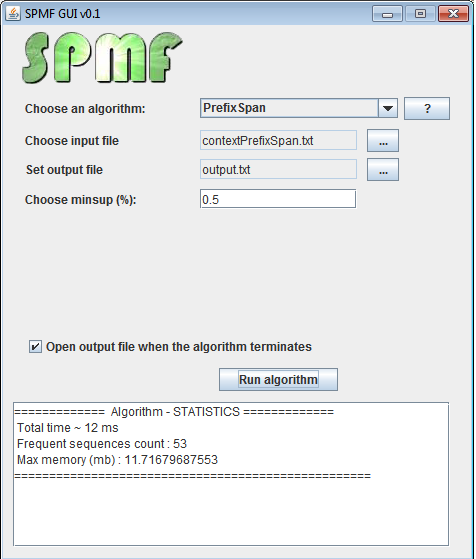 SPMF GUI v0.1
SPMF
Choose an algorithm: PrefixSpan ?
Choose input file contextPrefixSpan.txt ...
Set output file output.txt ...
Choose minsup (%): 0.5
Open output file when the algorithm terminates
Run algorithm
============= Algorithm - STATISTICS =============
Total time ~ 12 ms
Frequent sequences count : 53
Max memory (mb) : 11.71679687553
===================================================